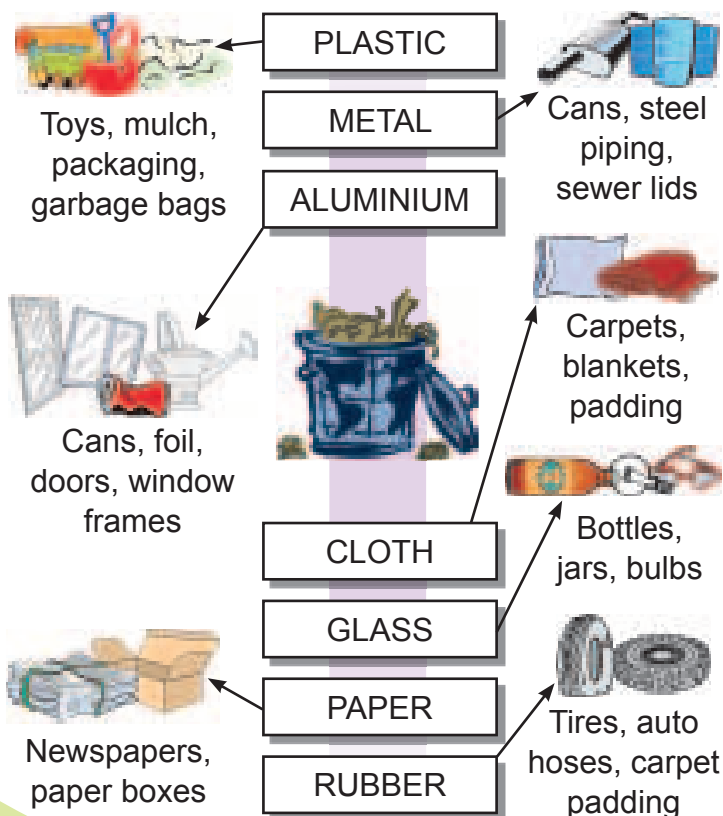 PLASTIC
Toys, mulch,
packaging,
garbage bags
METAL
Cans, steel
piping,
sewer lids
ALUMINIUM
Cans, foil,
doors, window
frames
CLOTH
Carpets,
blankets,
padding
GLASS
Bottles,
jars, bulbs
PAPER
Newspapers,
paper boxes
RUBBER
Tires, auto
hoses, carpet
padding